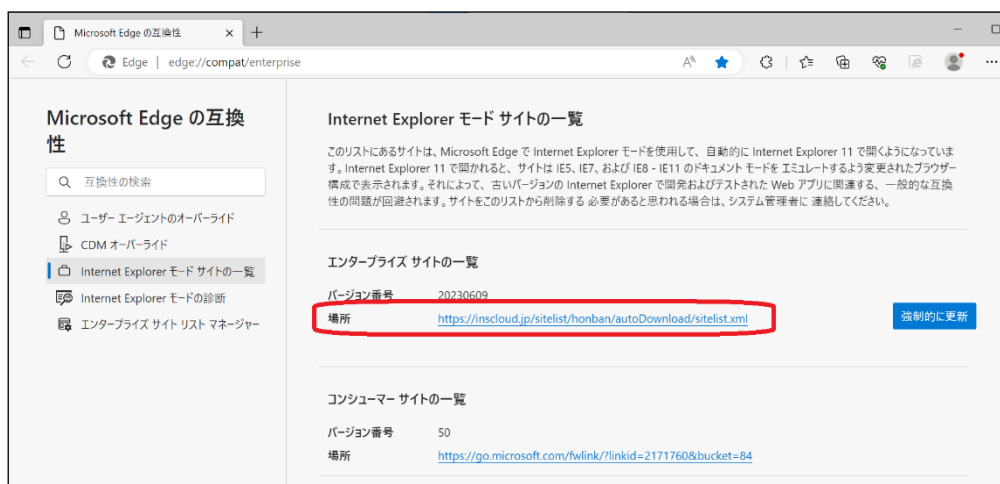 Microsoft Edge の互換性
Edge | edge://compat/enterprise
Microsoft Edge の互換
性
互換性の検索
ユーザー エージェントのオーバーライド
CDM オーバーライド
Internet Explorer モード サイトの一覧
Internet Explorer モードの診断
エンタープライズ サイト リスト マネージャー
Internet Explorer モード サイトの一覧
このリストにあるサイトは、Microsoft Edge で Internet Explorer モードを使用して、自動的に Internet Explorer 11 で開くようになっていま
す。Internet Explorer 11 で開かれると、サイトは IE5、IE7、および IE8 - IE11 のドキュメント モードを エミュレートするよう変更されたブラウザー
構成で表示されます。それによって、古いバージョンの Internet Explorer で開発およびテストされた Web アプリに関連する、一般的な互換
性の問題が回避されます。サイトをこのリストから削除する 必要があると思われる場合は、システム管理者に 連絡してください。
エンタープライズ サイトの一覧
バージョン番号 20230609
場所 https://inscloud.jp/sitelist/honban/autoDownload/sitelist.xml
強制的に更新
コンシューマー サイトの一覧
バージョン番号 50
場所 https://go.microsoft.com/fwlink/?linkid=2171760&bucket=84